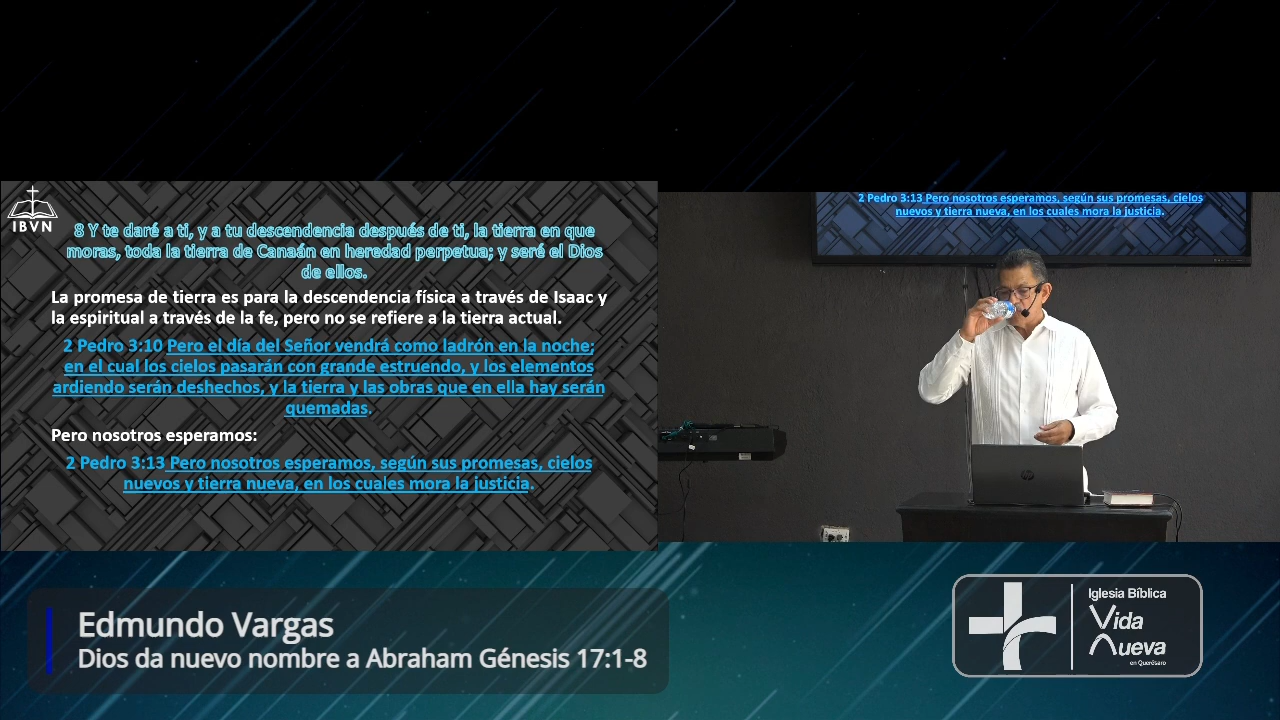 IBVN
8 Y te daré a ti, y a tu descendencia después de ti, la tierra en que
moras, toda la tierra de Canaán en heredad perpetua; y seré el Dios
de ellos.
La promesa de tierra es para la descendencia física a través de Isaac y
la espiritual a través de la fe, pero no se refiere a la tierra actual.
2 Pedro 3:10 Pero el día del Señor vendrá como ladrón en la noche;
en el cual los cielos pasarán con grande estruendo, y los elementos
ardiendo serán deshechos, y la tierra y las obras que en ella hay serán
quemadas.
Pero nosotros esperamos:
2 Pedro 3:13 Pero nosotros esperamos, según sus promesas, cielos
nuevos y tierra nueva, en los cuales mora la justicia.
2 Pedro 3:13 Pero nosotros esperamos, según sus promesas, cielos
nuevos y tierra nueva, en los cuales mora la justicia.
hp
Edmundo Vargas
Dios da nuevo nombre a Abraham Génesis 17:1-8
Iglesia Bíblica
Vida
Nueva
en Querétaro